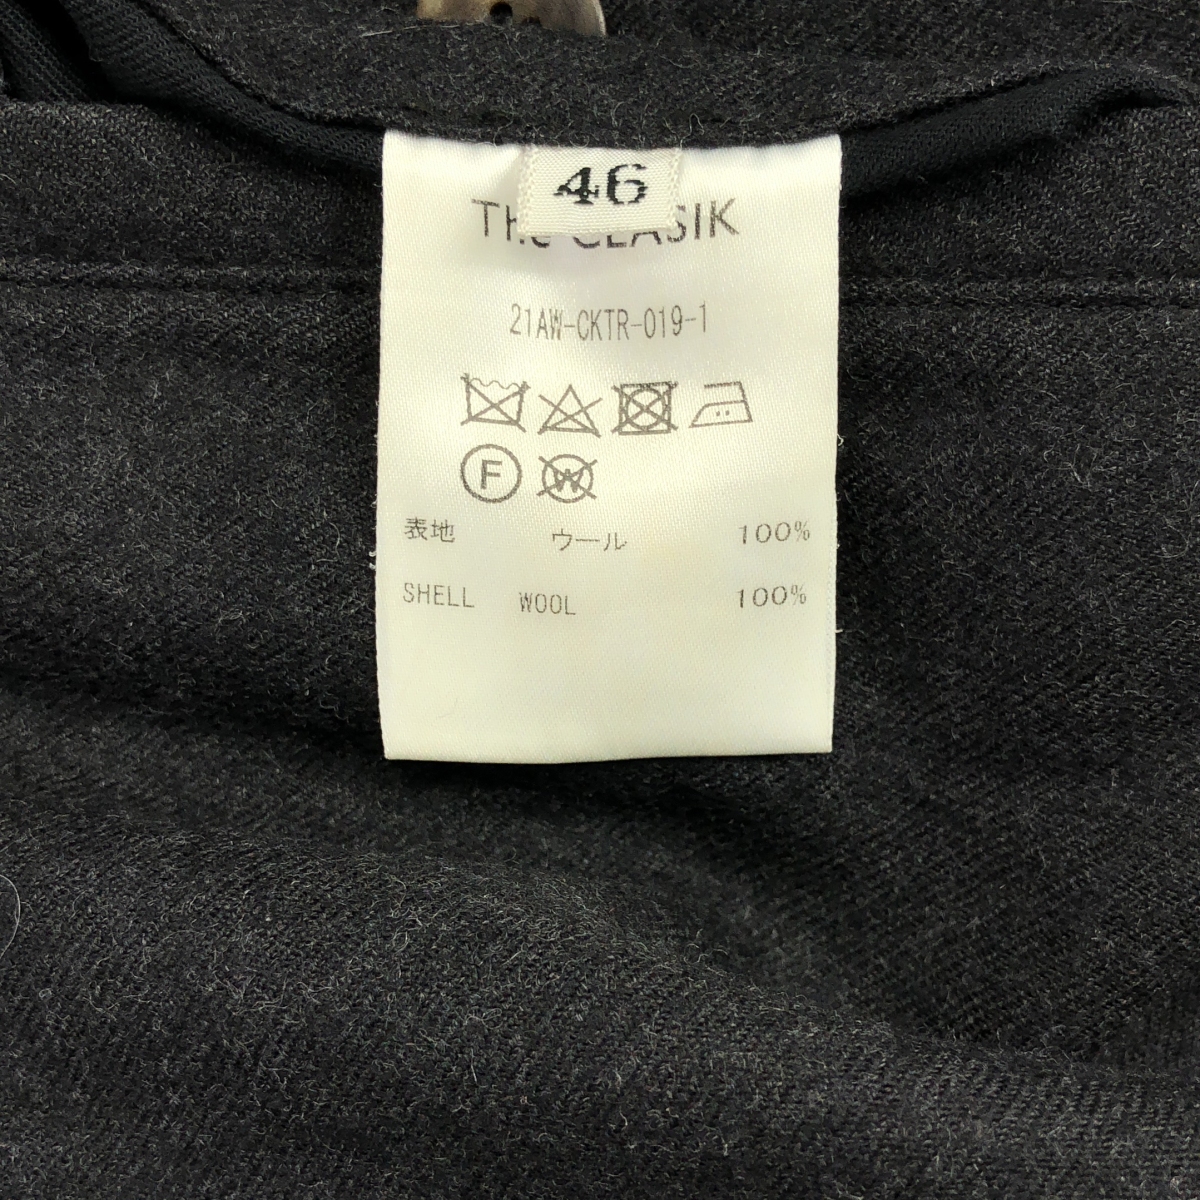 46
The CLASIK
21AW-CKTR-019-1
F W
表地 ウール 100%
SHELL WOOL 100%